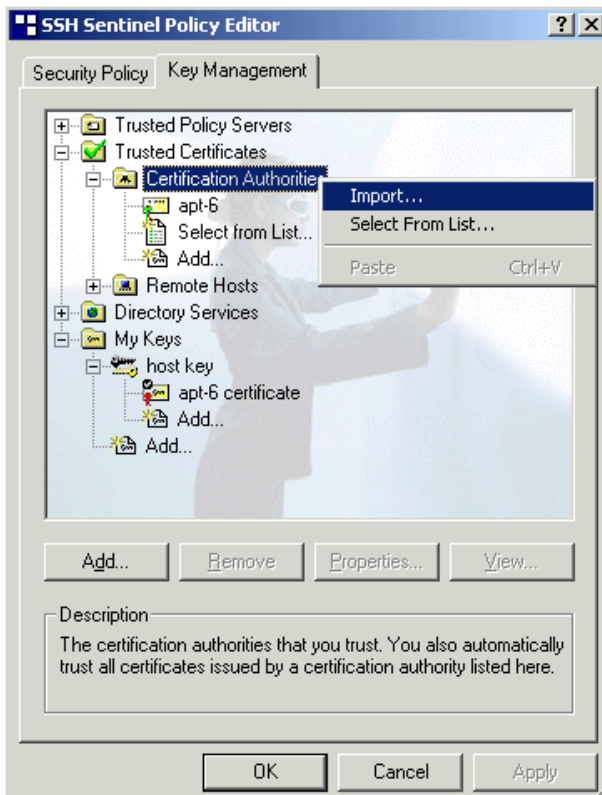 SSH Sentinel Policy Editor
Security Policy
Key Management
Trusted Policy Servers
Trusted Certificates
Certification Authorities
Import...
apt-6
Select From List...
Select from List...
Add...
Paste Ctrl+V
Remote Hosts
Directory Services
My Keys
host key
apt-6 certificate
Add...
Add...
Add... Remove Properties... View...
Description
The certification authorities that you trust. You also automatically
trust all certificates issued by a certification authority listed here.
OK Cancel Apply